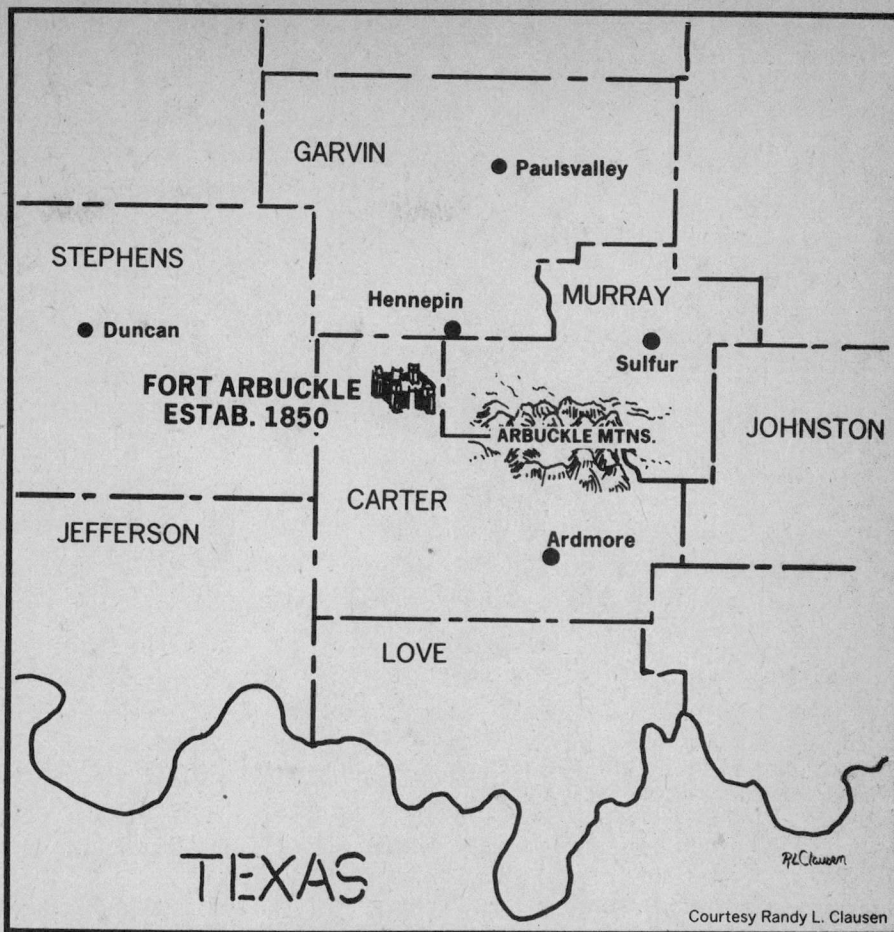 GARVIN
Paulsvalley
STEPHENS
Hennepin
MURRAY
Duncan
Sulfur
FORT ARBUCKLE
ESTAB. 1850
ARBUCKLE MTNS.
JOHNSTON
CARTER
JEFFERSON
Ardmore
LOVE
TEXAS
RLClausen
Courtesy Randy L. Clausen